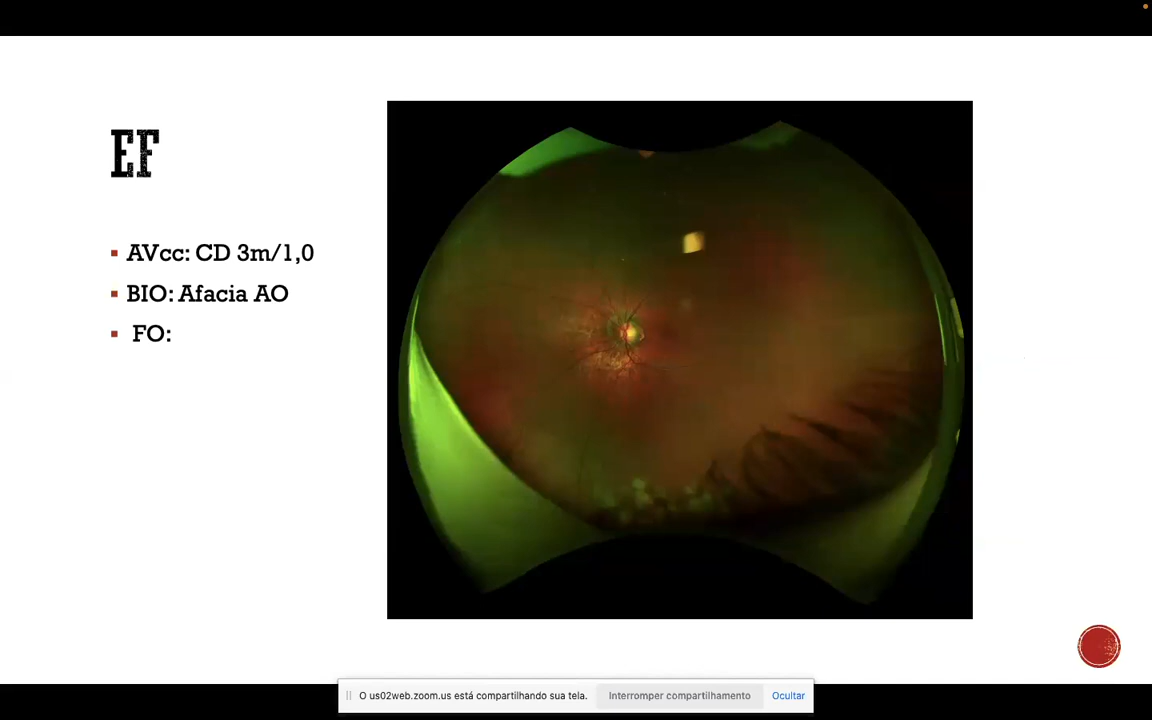 EF
AVcc: CD 3m/1,0
BIO: Afacia AO
FO:
O us02web.zoom.us está compartilhando sua tela. Interromper compartilhamento Ocultar